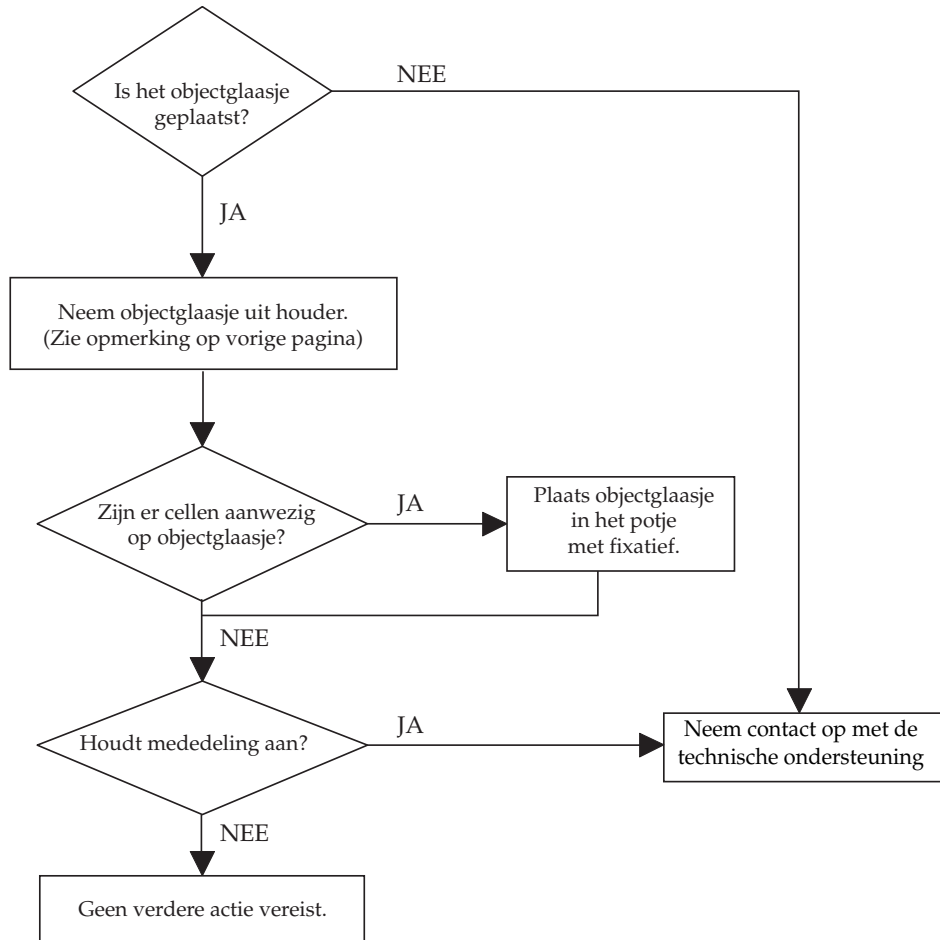 Is het objectglaasje
geplaatst?
NEE
JA
Neem objectglaasje uit houder.
(Zie opmerking op vorige pagina)
Zijn er cellen aanwezig
op objectglaasje?
JA
Plaats objectglaasje
in het potje
met fixatief.
NEE
Houdt mededeling aan?
JA
Neem contact op met de
technische ondersteuning
NEE
Geen verdere actie vereist.